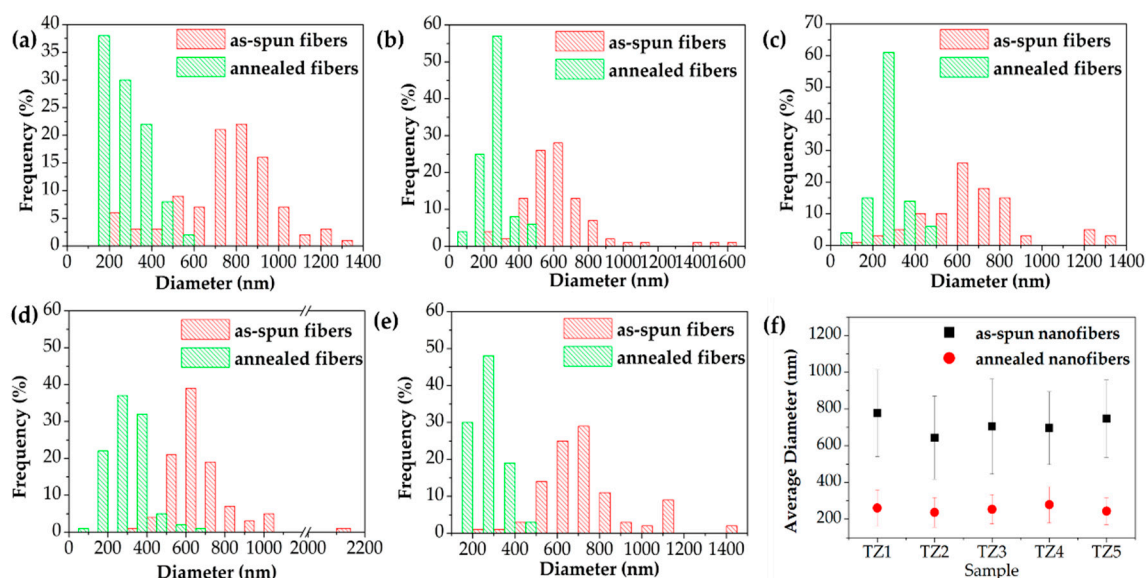 (a)
as-spun fibers
annealed fibers
40
35
30
25
20
15
10
5
0
Frequency (%)
0 200 400 600 800 1000 1200 1400
Diameter (nm)
(b)
as-spun fibers
annealed fibers
60
50
40
30
20
10
0
Frequency (%)
0 200 400 600 800 1000 1200 1400 1600
Diameter (nm)
(c)
as-spun fibers
annealed fibers
70
60
50
40
30
20
10
0
Frequency (%)
0 200 400 600 800 1000 1200 1400
Diameter (nm)
(d)
as-spun fibers
annealed fibers
60
50
40
30
20
10
0
Frequency (%)
0 200 400 600 800 1000 2000 2200
Diameter (nm)
(e)
as-spun fibers
annealed fibers
60
50
40
30
20
10
0
Frequency (%)
200 400 600 800 1000 1200 1400
Diameter (nm)
(f)
as-spun nanofibers
annealed nanofibers
1200
1000
800
600
400
200
Average Diameter (nm)
TZ1 TZ2 TZ3 TZ4 TZ5
Sample